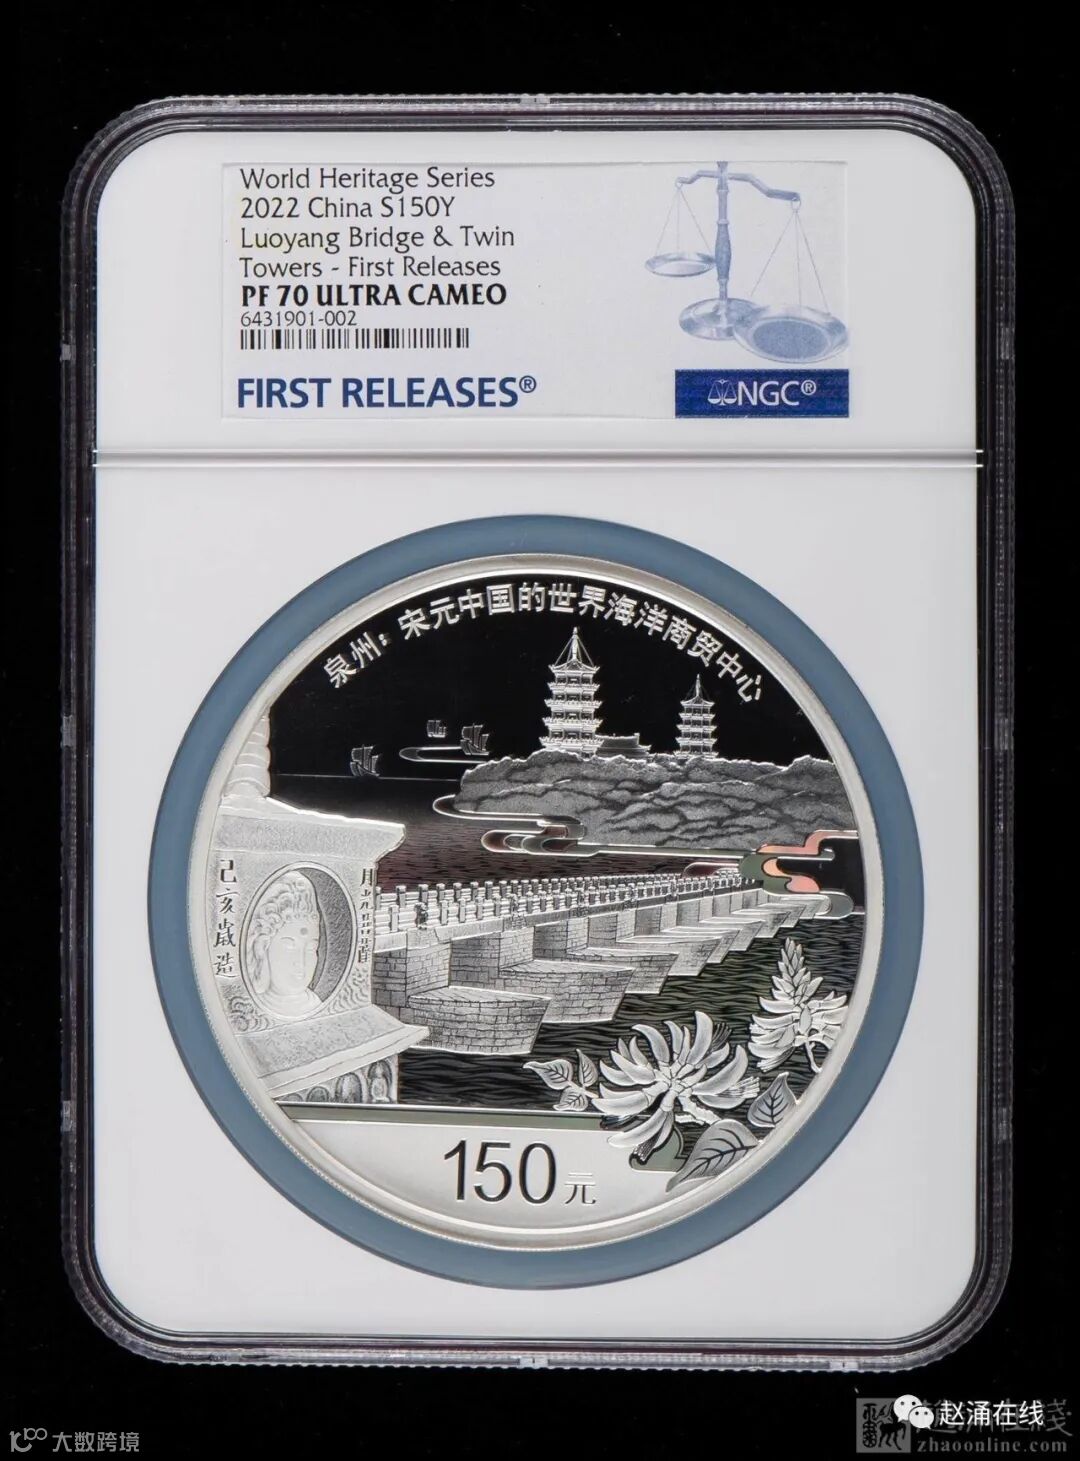 World Heritage Series
2022 China S150Y
Luoyang Bridge & Twin
Towers - First Releases
PF 70 ULTRA CAMEO
6431901-002
FIRST RELEASES®
NGC®
泉州：宋元中国的世界海洋商贸中心
己亥岁造
150元
赵涌在线
zhaoonline.com
大数跨境